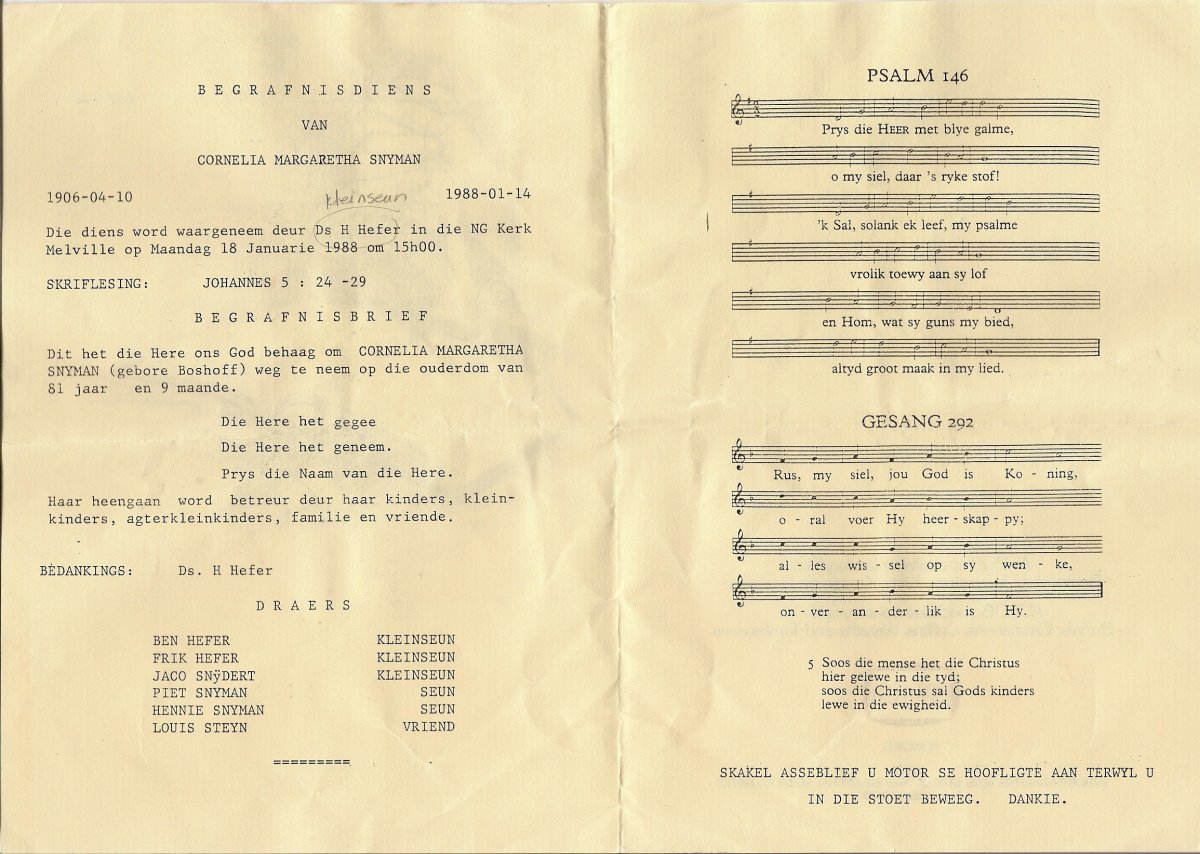 BEGRAFNISDIENS
VAN
CORNELIA MARGARETHA SNYMAN
1906-04-10 kleinseun 1988-01-14
Die diens word waargeneem deur Ds H Hefer in die NG Kerk
Melville op Maandag 18 Januarie 1988 om 15h00.
SKRIFLESING: JOHANNES 5 : 24 -29
BEGRAFNISBRIEF
Dit het die Here ons God behaag om CORNELIA MARGARETHA
SNYMAN (gebore Boshoff) weg te neem op die ouderdom van
81 jaar en 9 maande.
Die Here het gegee
Die Here het geneem.
Prys die Naam van die Here.
Haar heengaan word betreur deur haar kinders, klein-
kinders, agterkleinkinders, familie en vriende.
BEDANKINGS: Ds. H Hefer
DRAERS
BEN HEFER KLEINSEUN
FRIK HEFER KLEINSEUN
JACO SNÿDERT KLEINSEUN
PIET SNYMAN SEUN
HENNIE SNYMAN SEUN
LOUIS STEYN VRIEND
=========
PSALM 146
Prys die HEER met blye galme,
o my siel, daar 's ryke stof!
'k Sal, solank ek leef, my psalme
vrolik toewy aan sy lof
en Hom, wat sy guns my bied,
altyd groot maak in my lied.
GESANG 292
Rus, my siel, jou God is Ko - ning,
o - ral voer Hy heer - skap - py;
al - les wis - sel op sy wen - ke,
on - ver - an - der - lik is Hy.
5 Soos die mense het die Christus
hier gelewe in die tyd;
soos die Christus sal Gods kinders
lewe in die ewigheid.
SKAKEL ASSEBLIEF U MOTOR SE HOOFLIGTE AAN TERWYL U
IN DIE STOET BEWEEG. DANKIE.